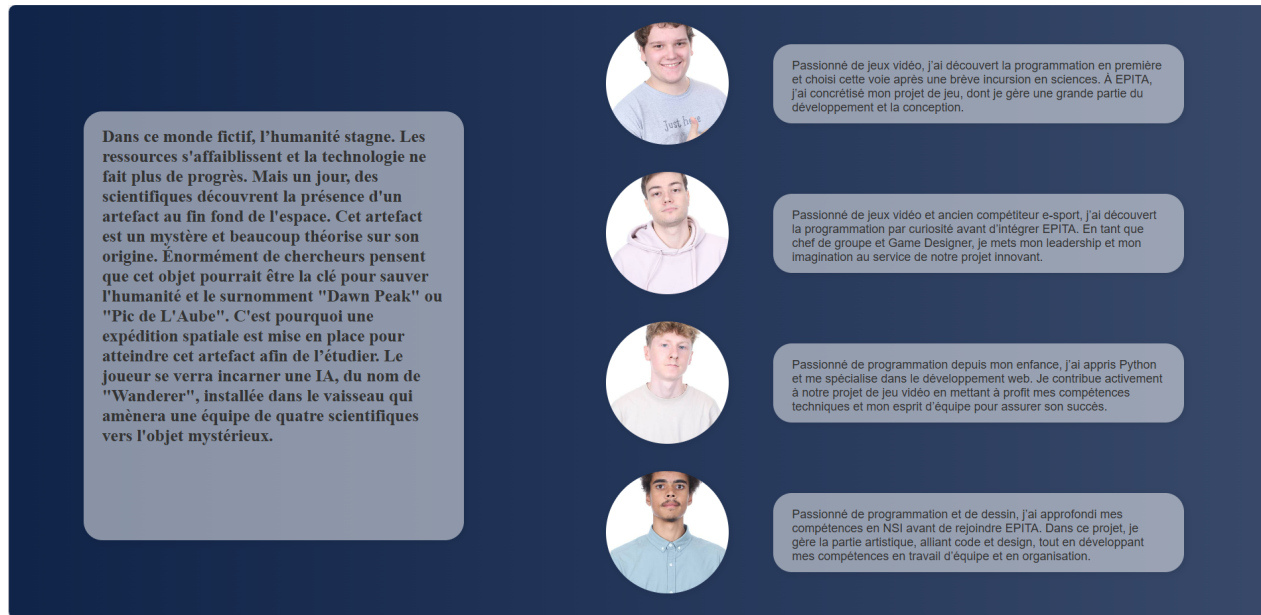 Dans ce monde fictif, l’humanité stagne. Les
ressources s'affaiblissent et la technologie ne
fait plus de progrès. Mais un jour, des
scientifiques découvrent la présence d'un
artefact au fin fond de l'espace. Cet artefact
est un mystère et beaucoup théorise sur son
origine. Énormément de chercheurs pensent
que cet objet pourrait être la clé pour sauver
l'humanité et le surnomment "Dawn Peak" ou
"Pic de L'Aube". C'est pourquoi une
expédition spatiale est mise en place pour
atteindre cet artefact afin de l’étudier. Le
joueur se verra incarner une IA, du nom de
"Wanderer", installée dans le vaisseau qui
amènera une équipe de quatre scientifiques
vers l'objet mystérieux.
Just
Passionné de jeux vidéo, j’ai découvert la programmation en première
et choisi cette voie après une brève incursion en sciences. À EPITA,
j’ai concrétisé mon projet de jeu, dont je gère une grande partie du
développement et la conception.
Passionné de jeux vidéo et ancien compétiteur e-sport, j’ai découvert
la programmation par curiosité avant d’intégrer EPITA. En tant que
chef de groupe et Game Designer, je mets mon leadership et mon
imagination au service de notre projet innovant.
Passionné de programmation depuis mon enfance, j’ai appris Python
et me spécialise dans le développement web. Je contribue activement
à notre projet de jeu vidéo en mettant à profit mes compétences
techniques et mon esprit d’équipe pour assurer son succès.
Passionné de programmation et de dessin, j’ai approfondi mes
compétences en NSI avant de rejoindre EPITA. Dans ce projet, je
gère la partie artistique, alliant code et design, tout en développant
mes compétences en travail d’équipe et en organisation.